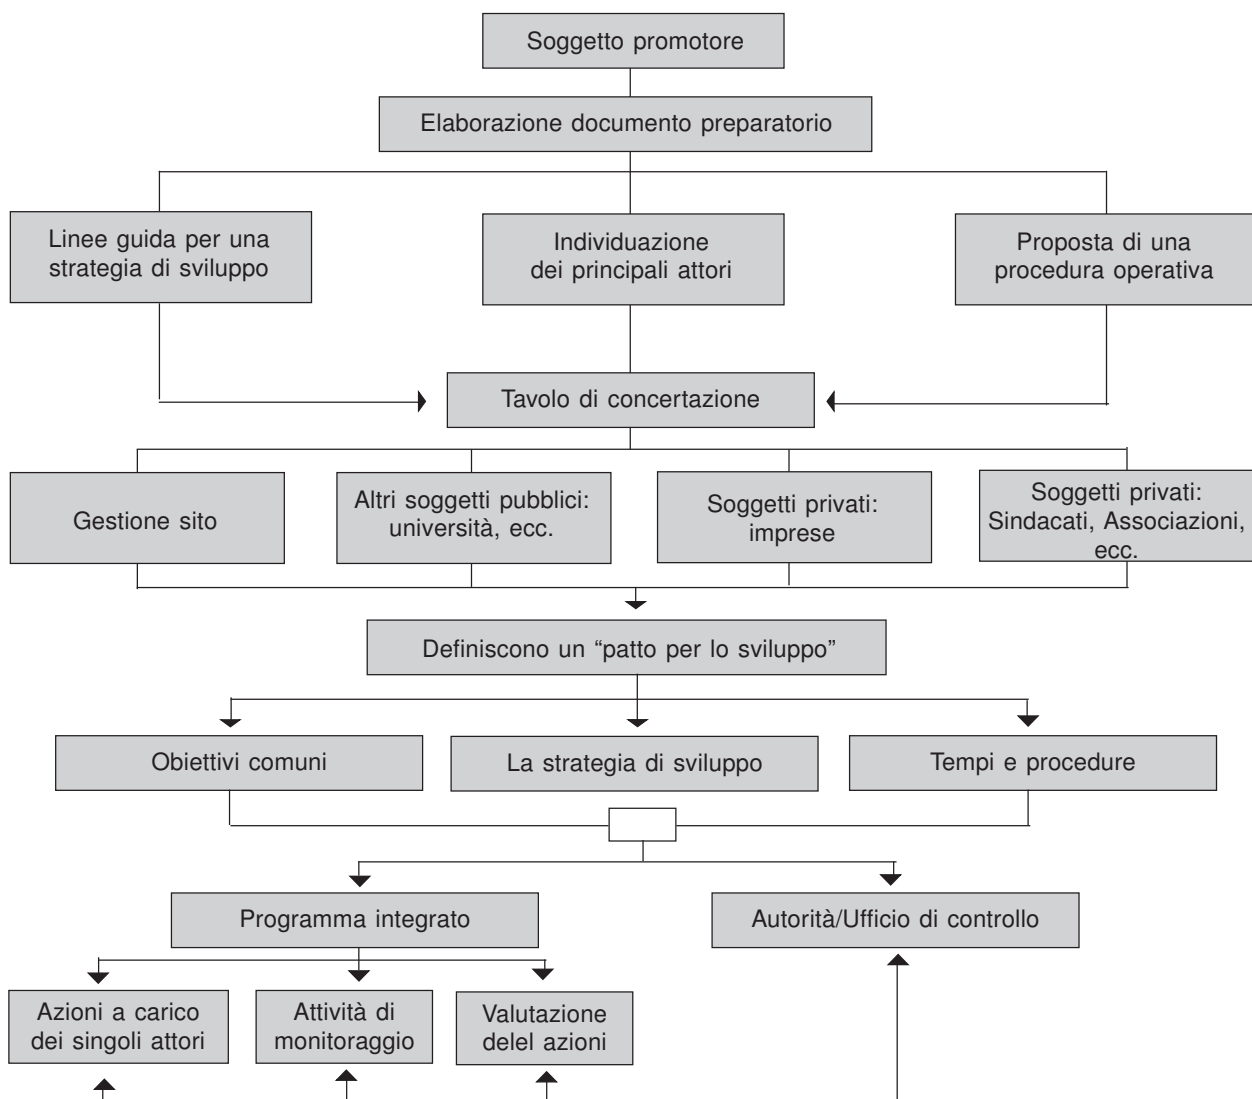 Soggetto promotore
Elaborazione documento preparatorio
Linee guida per una
strategia di sviluppo
Individuazione
dei principali attori
Proposta di una
procedura operativa
Tavolo di concertazione
Gestione sito
Altri soggetti pubblici:
università, ecc.
Soggetti privati:
imprese
Soggetti privati:
Sindacati, Associazioni,
ecc.
Definiscono un “patto per lo sviluppo”
Obiettivi comuni
La strategia di sviluppo
Tempi e procedure
Programma integrato
Autorità/Ufficio di controllo
Azioni a carico
dei singoli attori
Attività di
monitoraggio
Valutazione
delel azioni